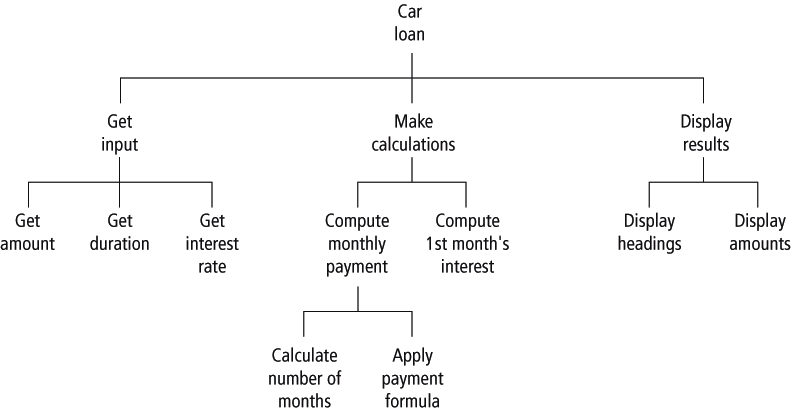 Car
loan
Get
input
Make
calculations
Display
results
Get
amount
Get
duration
Get
interest
rate
Compute
monthly
payment
Compute
1st month's
interest
Display
headings
Display
amounts
Calculate
number of
months
Apply
payment
formula